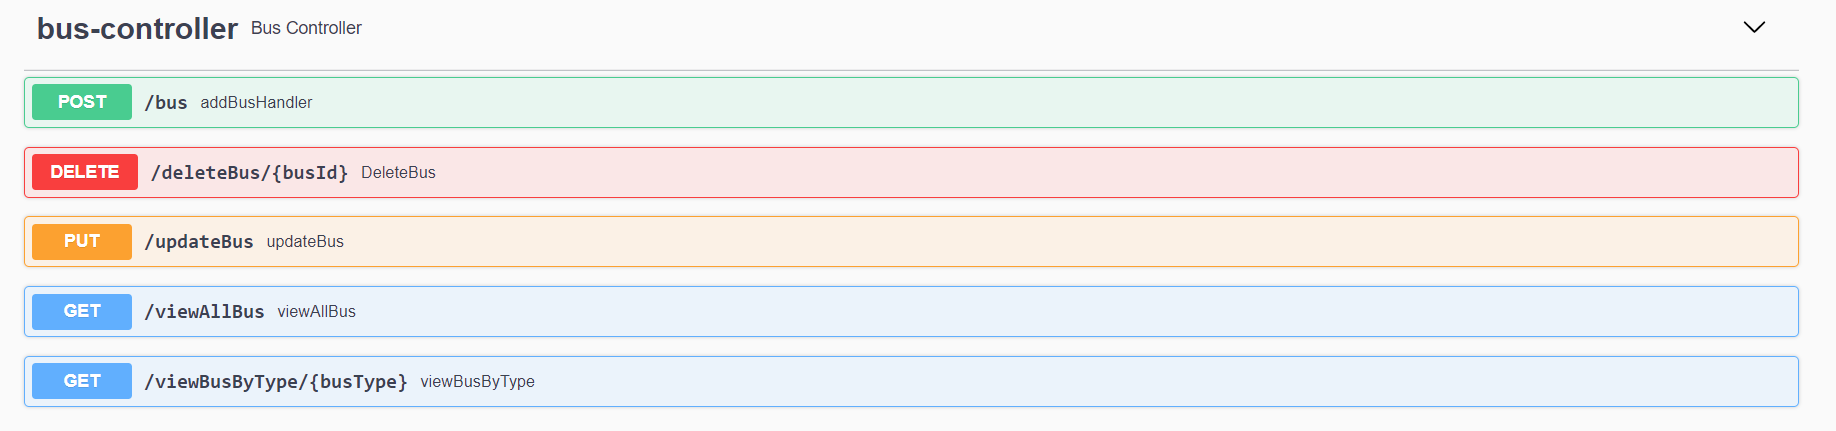 bus-controller Bus Controller
POST /bus addBusHandler
DELETE /deleteBus/{busId} DeleteBus
PUT /updateBus updateBus
GET /viewAllBus viewAllBus
GET /viewBusByType/{busType} viewBusByType